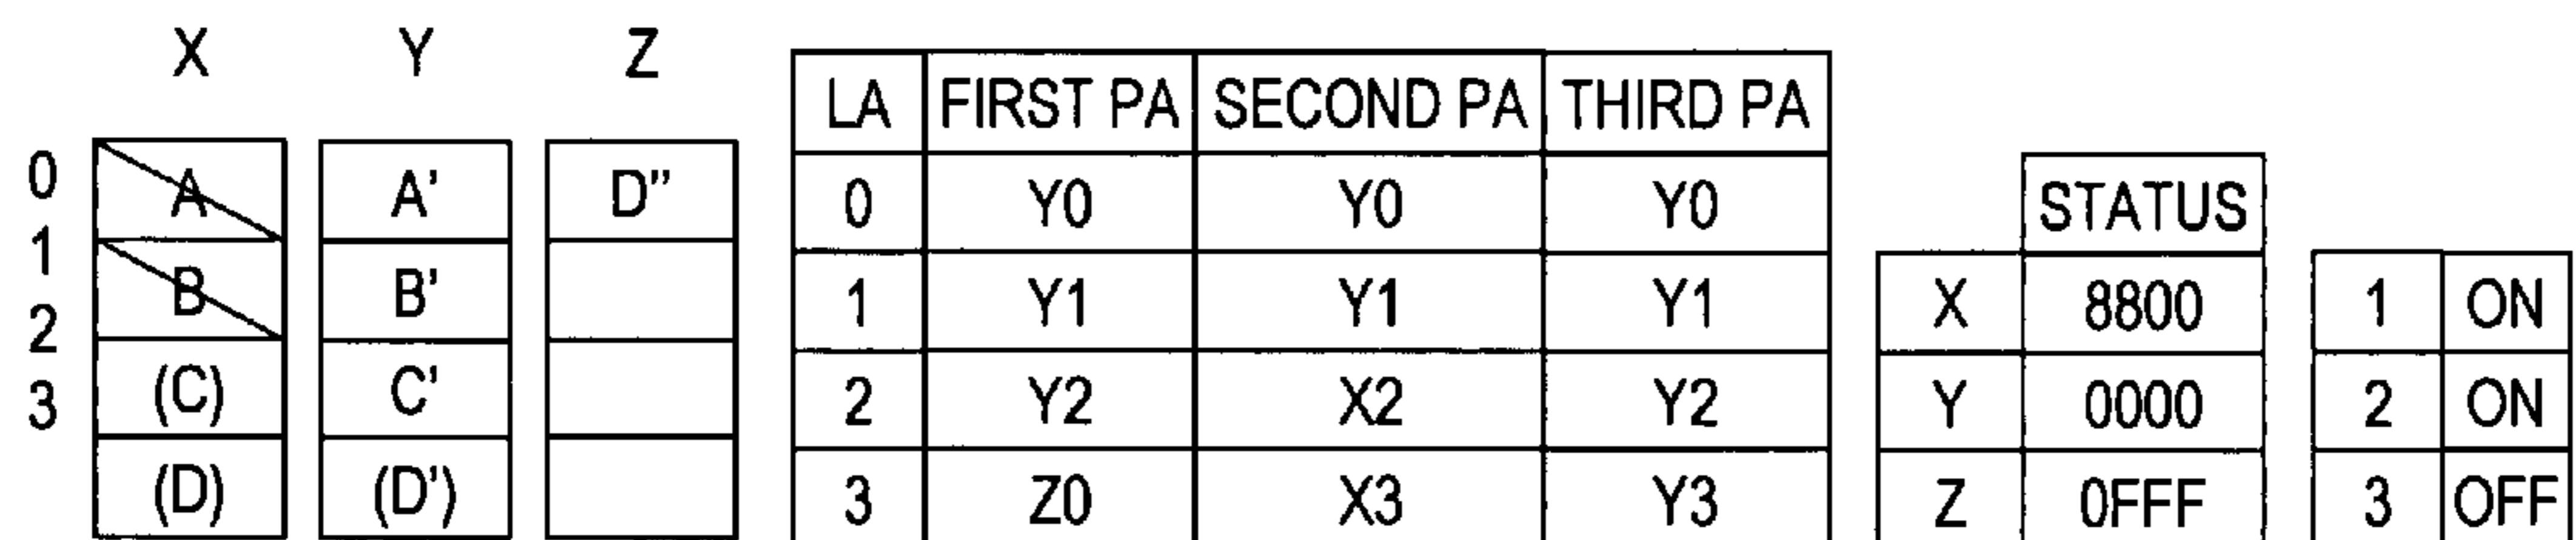 X Y Z
LA FIRST PA SECOND PA THIRD PA
0 A A' D" 0 Y0 Y0 Y0 STATUS
1 B B' 1 Y1 Y1 Y1 X 8800 1 ON
2 (C) C' 2 Y2 X2 Y2 Y 0000 2 ON
3 (D) (D') 3 Z0 X3 Y3 Z 0FFF 3 OFF